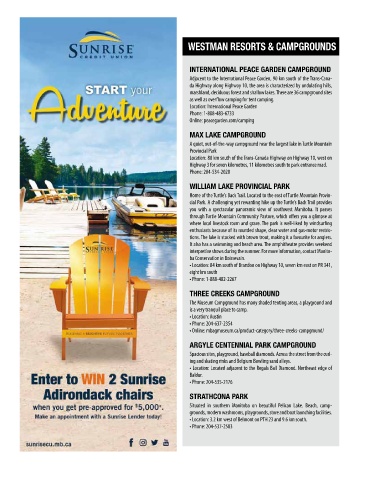 SUNRISE
CREDIT UNION
START your
Adventure
SUNRISE
Enter to WIN 2 Sunrise
Adirondack chairs
when you get pre-approved for $5,000*.
Make an appointment with a Sunrise Lender today!
sunrisecu.mb.ca
WESTMAN RESORTS & CAMPGROUNDS
INTERNATIONAL PEACE GARDEN CAMPGROUND
Adjacent to the International Peace Garden, 90 km south of the Trans-Cana-
da Highway along Highway 10, the area is characterized by undulating hills,
marshland, deciduous forest and shallow lakes. There are 36 campground sites
as well as overflow camping for tent camping.
Location: International Peace Garden
Phone: 1-888-483-6733
Online: peacegarden.com/camping
MAX LAKE CAMPGROUND
A quiet, out-of-the-way campground near the largest lake in Turtle Mountain
Provincial Park
Location: 88 km south of the Trans-Canada Highway on Highway 10, west on
Highway 3 for seven kilometres, 11 kilometres south to park entrance road.
Phone: 204-534-2028
WILLIAM LAKE PROVINCIAL PARK
Home of the Turtle's Back Trail. Located to the east of Turtle Mountain Provin-
cial Park. A challenging yet rewarding hike up the Turtle's Back Trail provides
you with a spectacular panoramic view of southwest Manitoba. It passes
through Turtle Mountain Community Pasture, which offers you a glimpse at
where local livestock roam and graze. The park is well-liked by windsurfing
enthusiasts because of its rounded shape, clear water and gas-motor restric-
tions. The lake is stocked with brown trout, making it a favourite for anglers.
It also has a swimming and beach area. The amphitheatre provides weekend
interpretive shows during the summer. For more information, contact Manito-
ba Conservation in Boissevain.
• Location: 84 km south of Brandon on Highway 10, seven km east on PR 341,
eight km south
• Phone: 1-888-482-2267
THREE CREEKS CAMPGROUND
The Museum Campground has many shaded tenting areas, a playground and
is a very tranquil place to camp.
• Location: Austin
• Phone: 204-637-2354
• Online: mbagrmuseum.ca/product-category/three-creeks-campground/
ARGYLE CENTENNIAL PARK CAMPGROUND
Spacious sites, playground, baseball diamonds. Across the street from the curl-
ing and skating rinks and Belgium Bowling sand alleys.
• Location: Located adjacent to the Regals Ball Diamond. Northeast edge of
Baldur.
• Phone: 204-535-2176
STRATHCONA PARK
Situated in southern Manitoba on beautiful Pelican Lake. Beach, camp-
grounds, modern washrooms, playgrounds, store and boat launching facilities.
• Location: 3.2 km west of Belmont on PTH 23 and 9.6 km south.
• Phone: 204-537-2583